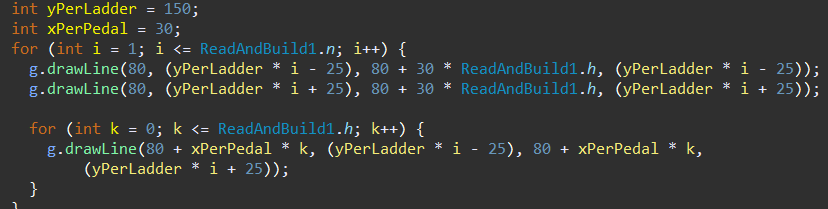 int yPerLadder = 150;
int xPerPedal = 30;
for (int i = 1; i <= ReadAndBuild1.n; i++) {
g.drawLine(80, (yPerLadder * i - 25), 80 + 30 * ReadAndBuild1.h, (yPerLadder * i - 25));
g.drawLine(80, (yPerLadder * i + 25), 80 + 30 * ReadAndBuild1.h, (yPerLadder * i + 25));
for (int k = 0; k <= ReadAndBuild1.h; k++) {
g.drawLine(80 + xPerPedal * k, (yPerLadder * i - 25), 80 + xPerPedal * k,
(yPerLadder * i + 25));
}
}